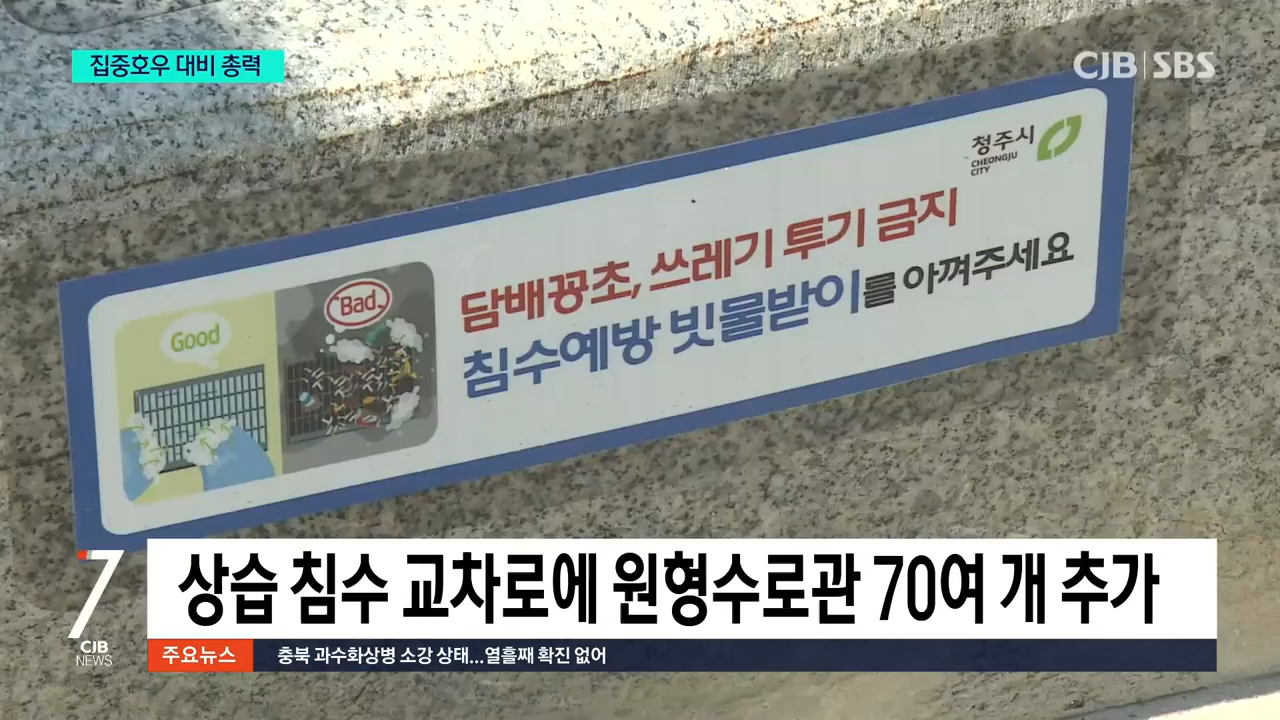 집중호우 대비 총력
CJB SBS
청주시
CHEONGJU
CITY
담배꽁초, 쓰레기 투기 금지
침수예방 빗물받이를 아껴주세요
Good
Bad
상습 침수 교차로에 원형수로관 70여 개 추가
7
CJB
NEWS
주요뉴스
충북 과수화상병 소강 상태...열흘째 확진 없어